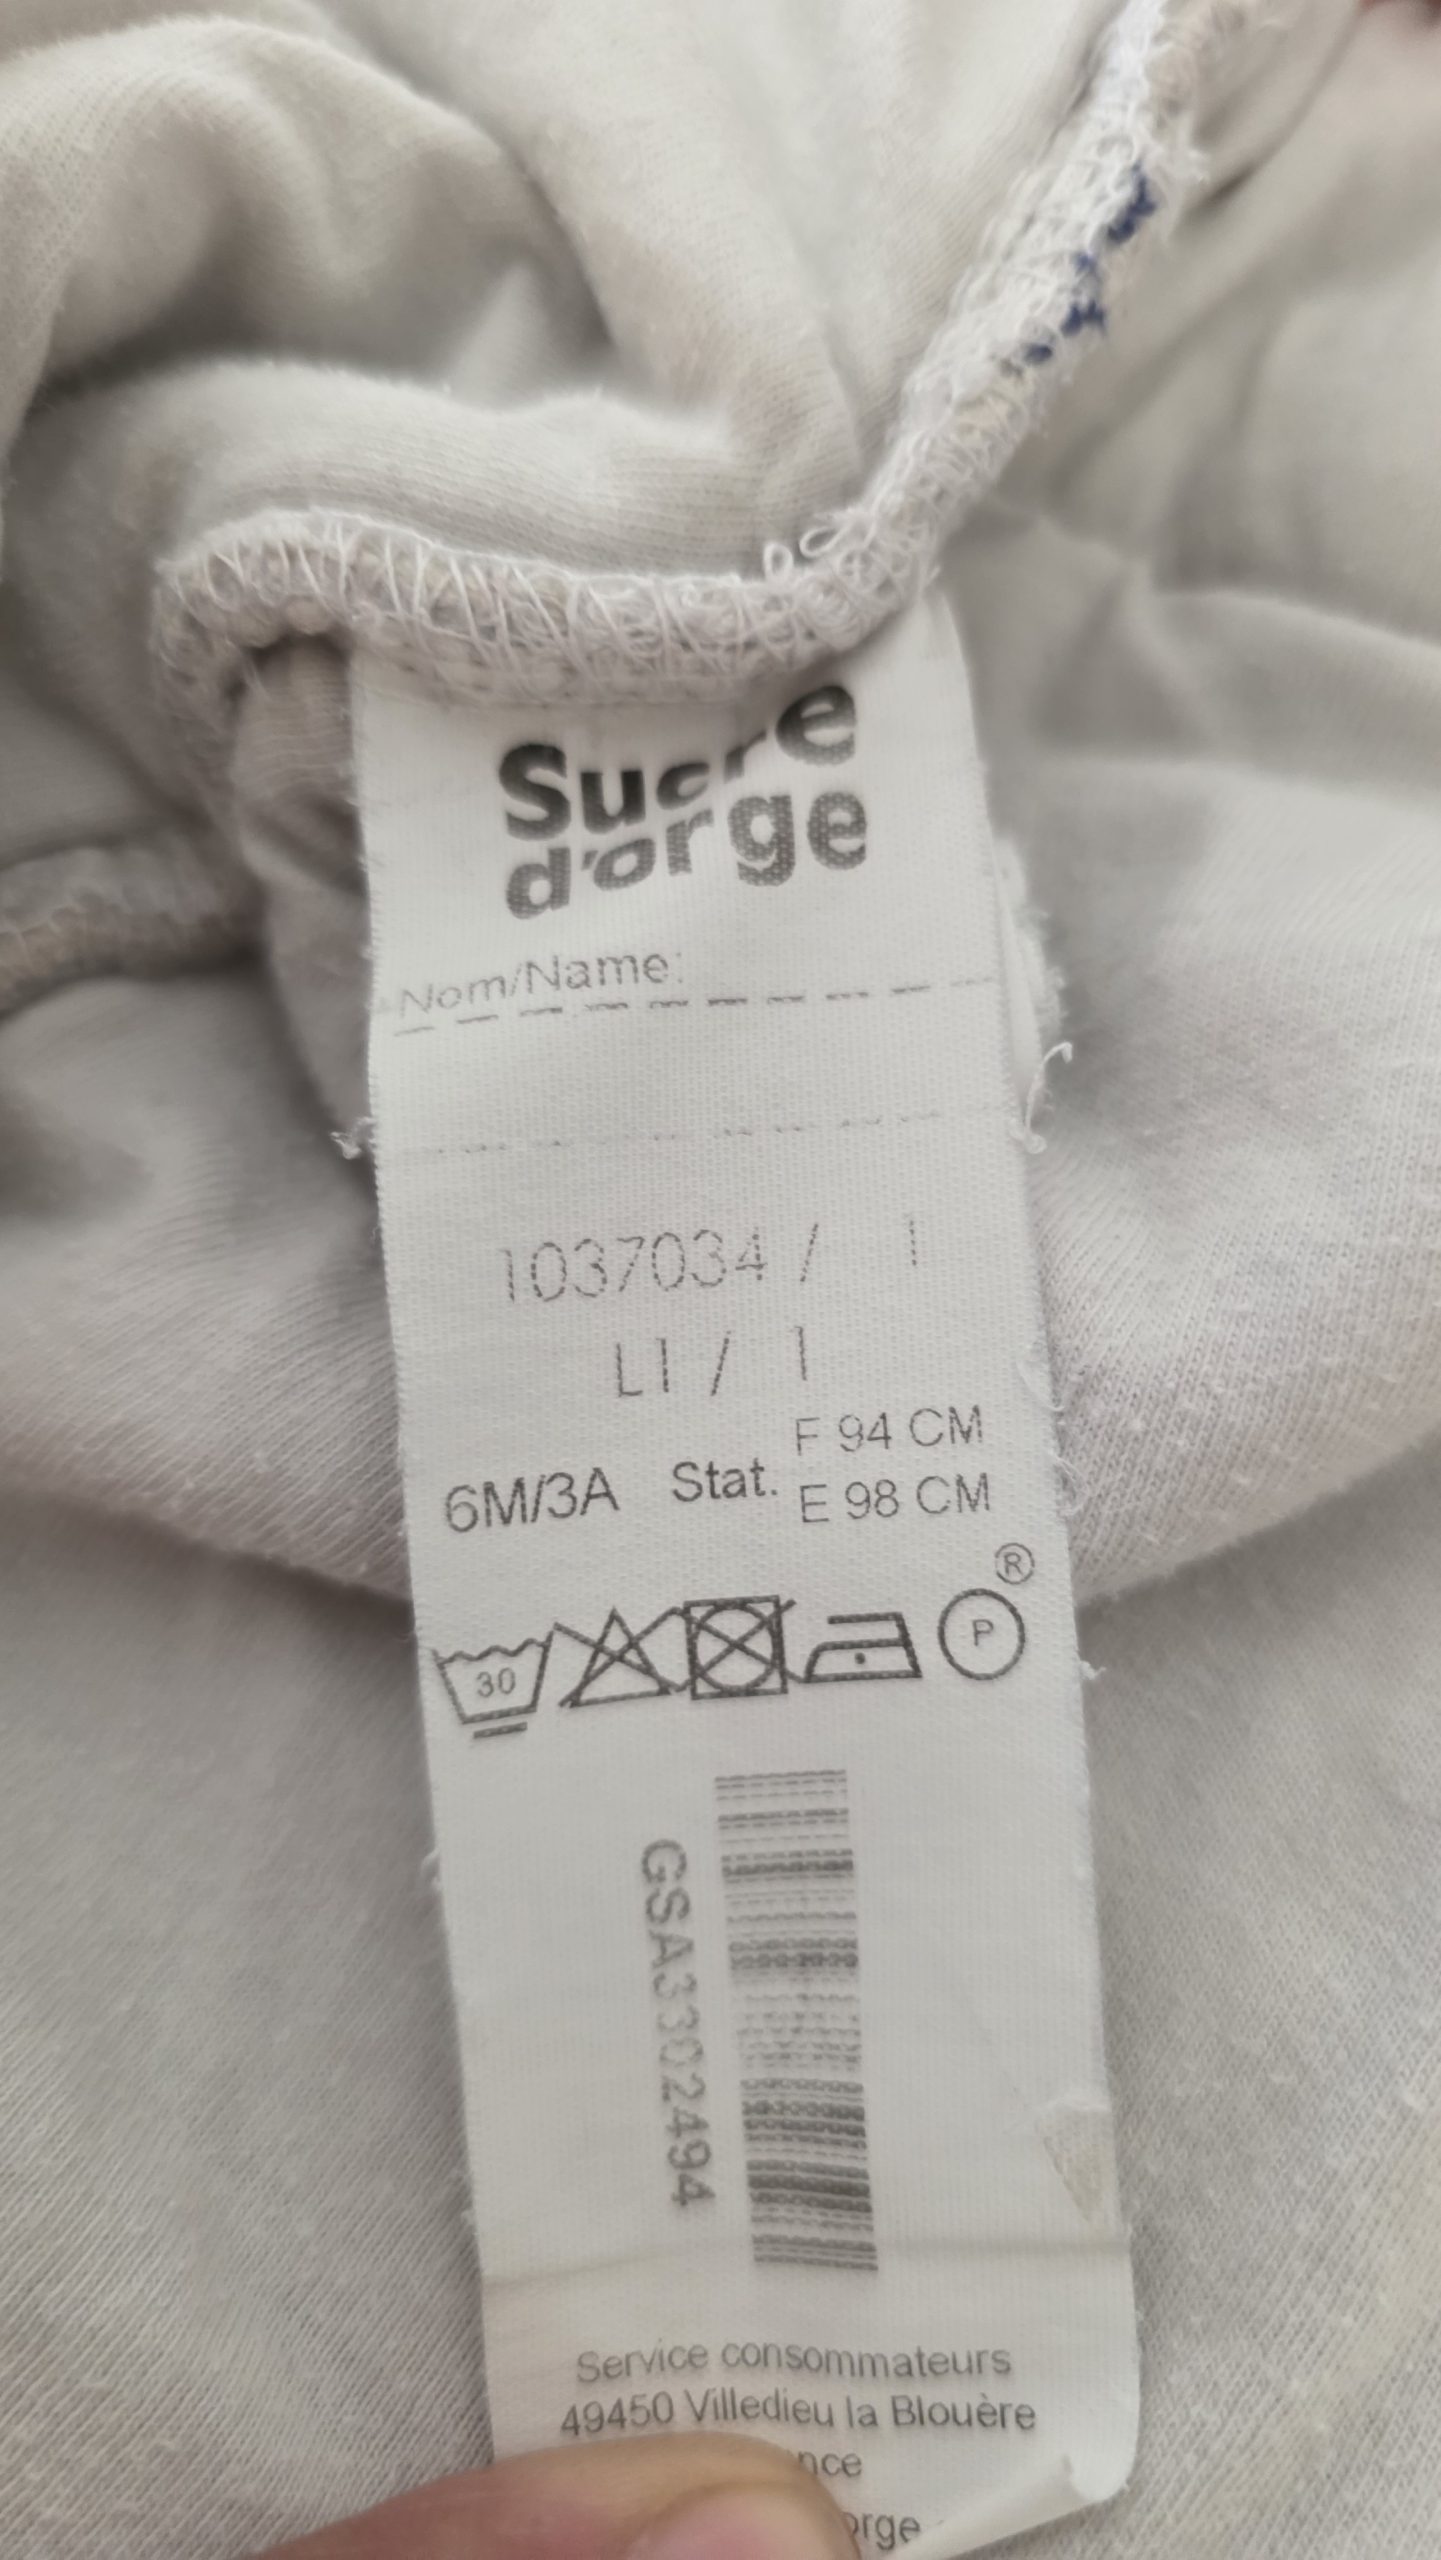 Sucre
d'orge
Nom/Name:
1037034 / 1
L1 / 1
F 94 CM
6M/3A Stat.
E 98 CM
®
30
P
GSA3302494
Service consommateurs
49450 Villedieu la Blouère